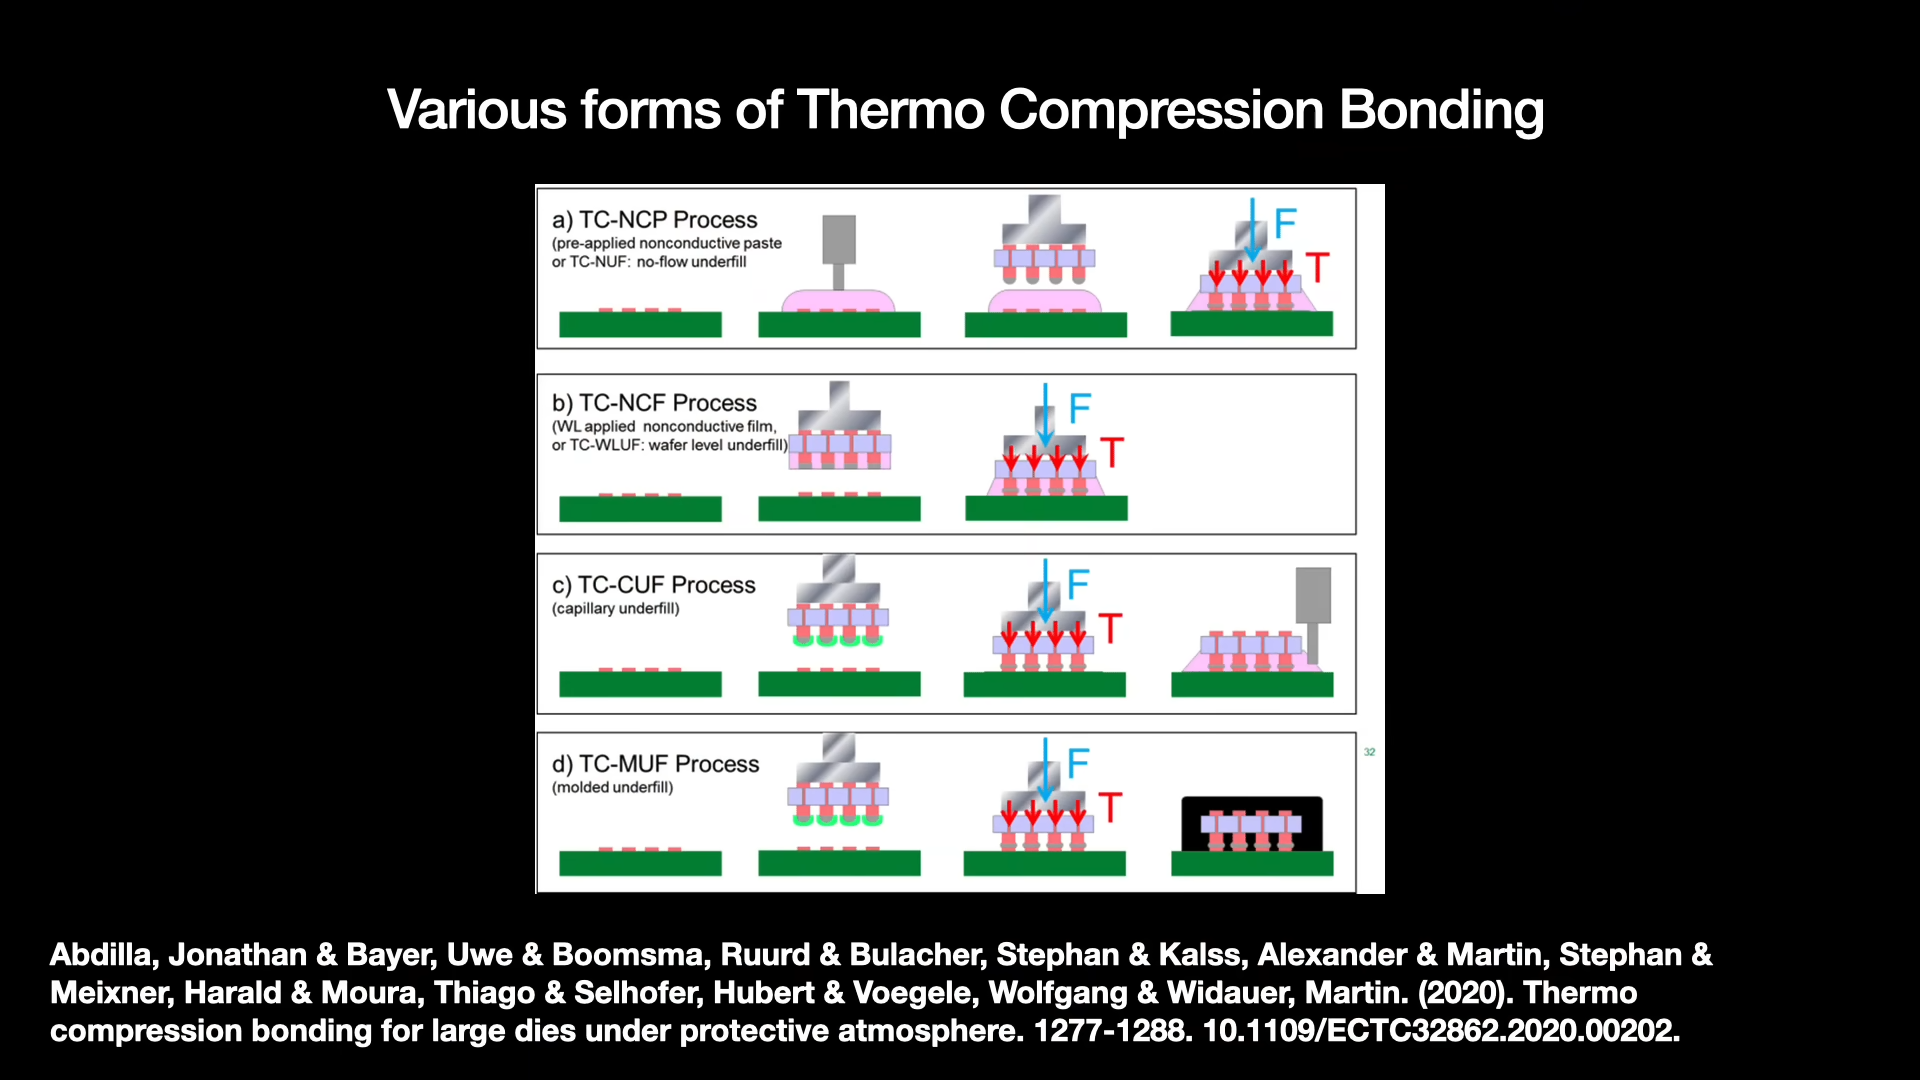 Various forms of Thermo Compression Bonding
a) TC-NCP Process
(pre-applied nonconductive paste
or TC-NUF: no-flow underfill
F
T
b) TC-NCF Process
(WL applied nonconductive film,
or TC-WLUF: wafer level underfill)
F
T
c) TC-CUF Process
(capillary underfill)
F
T
d) TC-MUF Process
(molded underfill)
F
T
32
Abdilla, Jonathan & Bayer, Uwe & Boomsma, Ruurd & Bulacher, Stephan & Kalss, Alexander & Martin, Stephan &
Meixner, Harald & Moura, Thiago & Selhofer, Hubert & Voegele, Wolfgang & Widauer, Martin. (2020). Thermo
compression bonding for large dies under protective atmosphere. 1277-1288. 10.1109/ECTC32862.2020.00202.